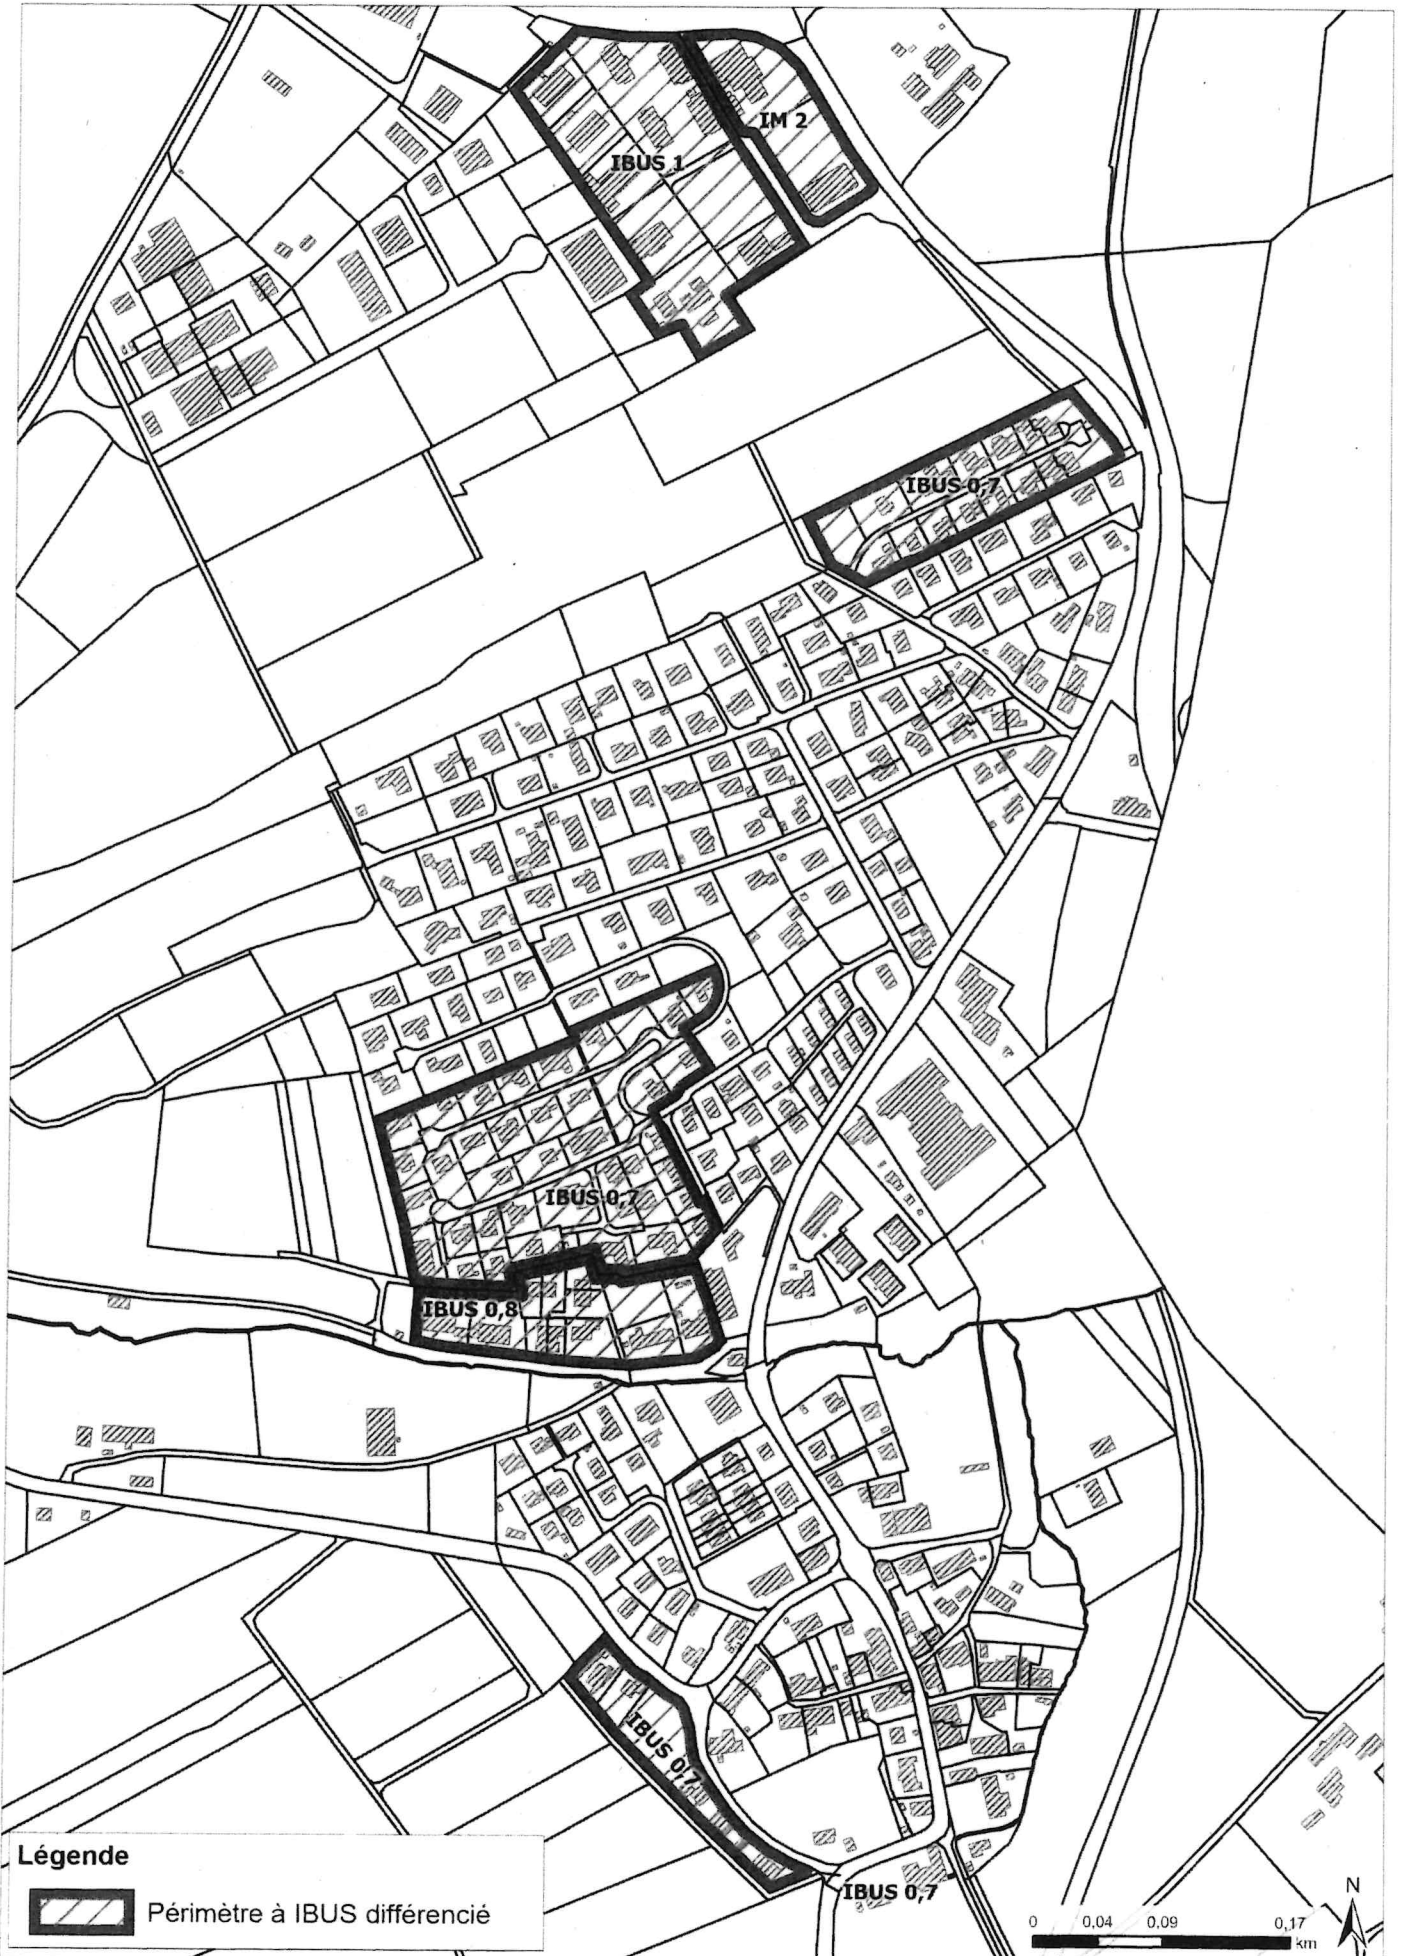 IM 2
IBUS 1
IBUS 0,7
IBUS 0,7
IBUS 0,8
IBUS 0,7
IBUS 0,7
Légende
Périmètre à IBUS différencié
N
0 0,04 0,09 0,17
km